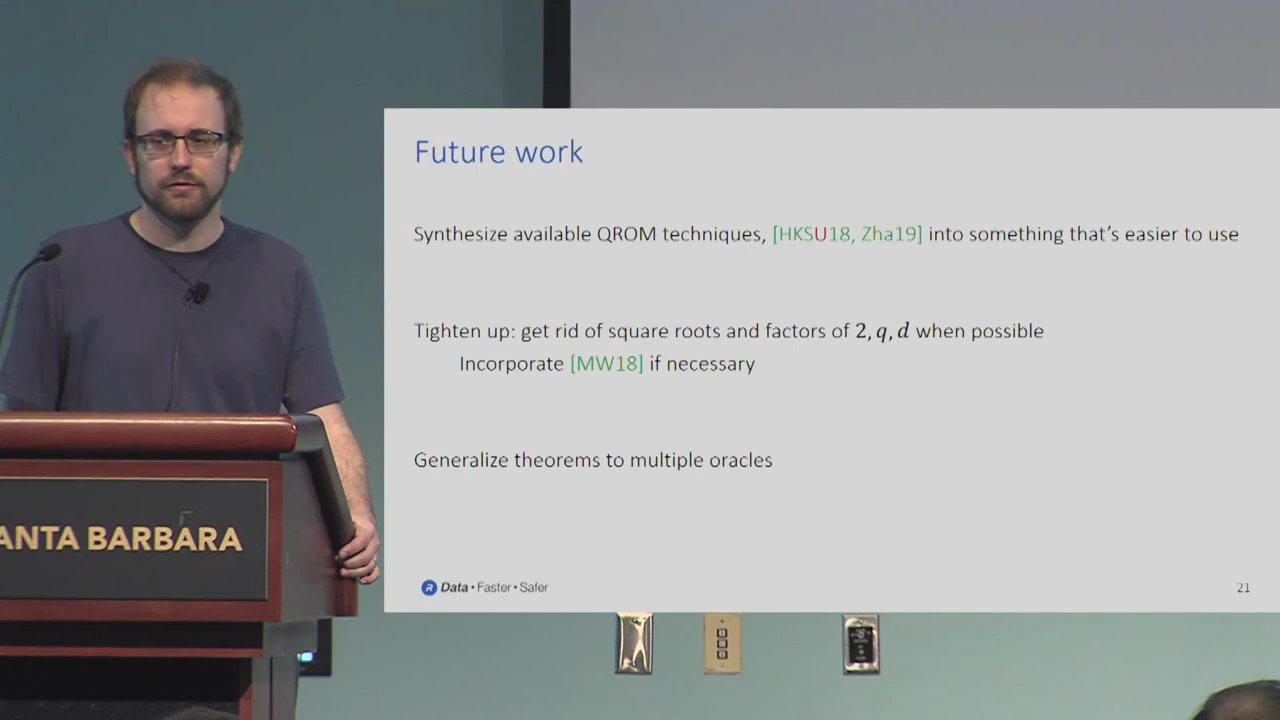 Future work
Synthesize available QROM techniques, [HKSU18, Zha19] into something that's easier to use
Tighten up: get rid of square roots and factors of 2, q, d when possible
Incorporate [MW18] if necessary
Generalize theorems to multiple oracles
ANTA BARBARA
R Data • Faster • Safer
21